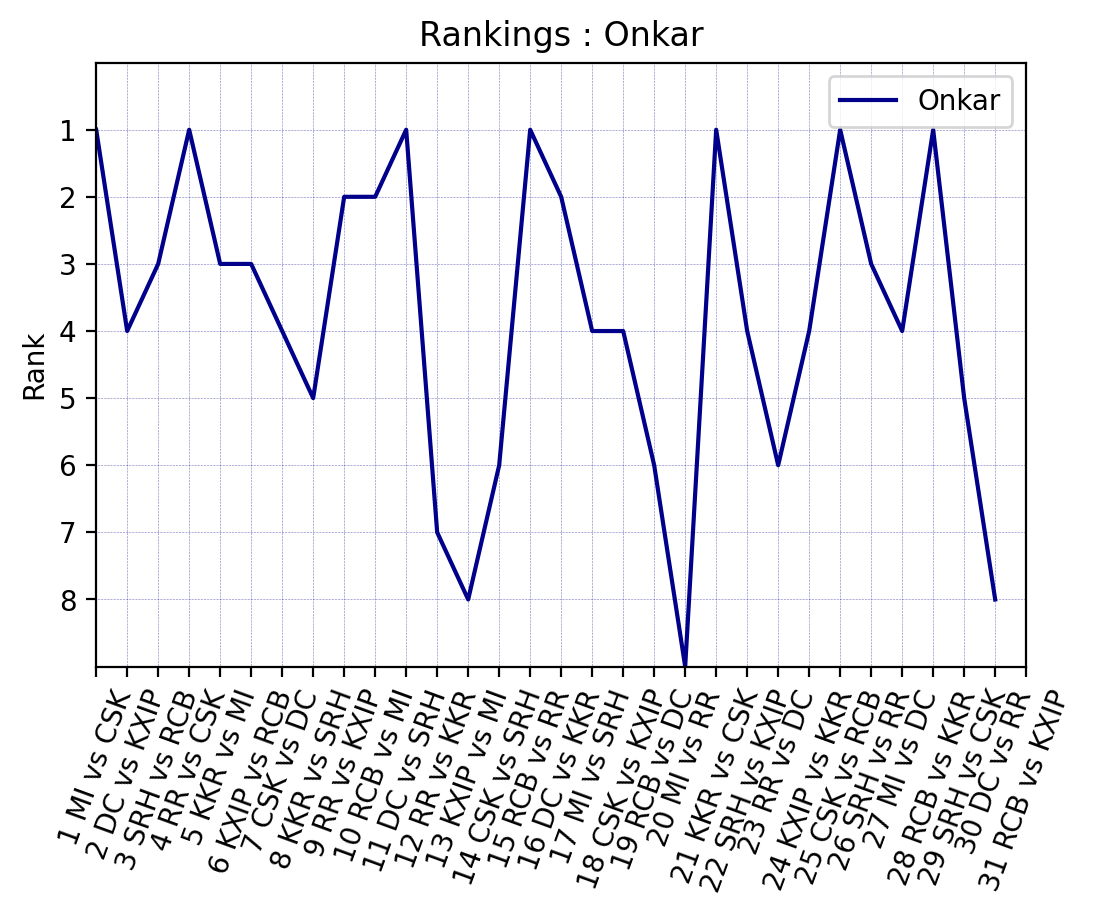 Rankings : Onkar
Onkar
Rank
1
2
3
4
5
6
7
8
1 MI vs CSK
2 DC vs KXIP
3 SRH vs RCB
4 RR vs CSK
5 KKR vs MI
6 KXIP vs RCB
7 CSK vs DC
8 KKR vs SRH
9 RR vs KXIP
10 RCB vs MI
11 DC vs SRH
12 RR vs KKR
13 KXIP vs MI
14 CSK vs SRH
15 RCB vs RR
16 DC vs KKR
17 MI vs SRH
18 CSK vs KXIP
19 RCB vs DC
20 MI vs RR
21 KKR vs CSK
22 SRH vs KXIP
23 RR vs DC
24 KXIP vs KKR
25 CSK vs RCB
26 SRH vs RR
27 MI vs DC
28 RCB vs KKR
29 SRH vs CSK
30 DC vs RR
31 RCB vs KXIP